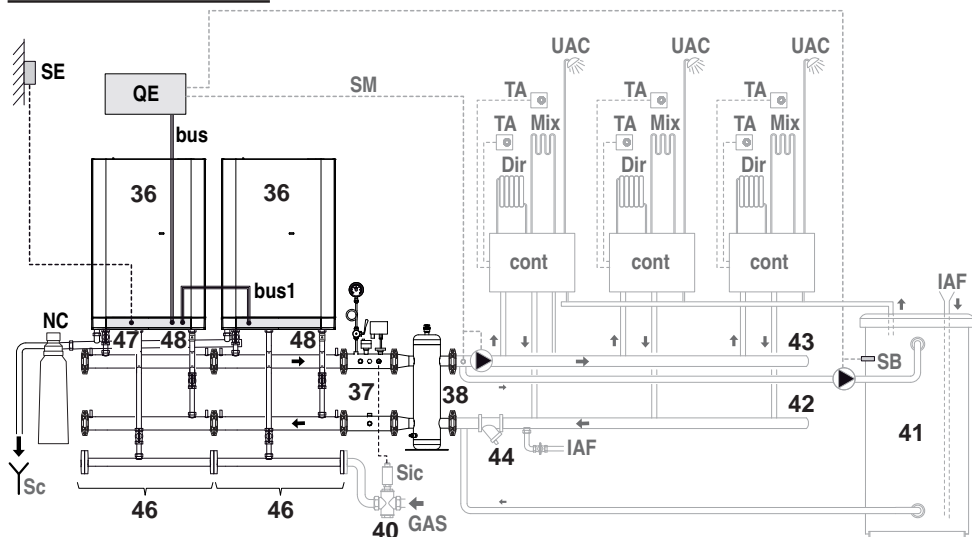 UAC UAC UAC
SE
QE
SM
TA TA TA
bus
TA Mix TA Mix TA Mix
Dir Dir Dir
36 36
cont cont cont
bus1
IAF
NC
47 48 48
43
SB
37 38
42
41
44 IAF
Sc
Sic
46 46
GAS
40